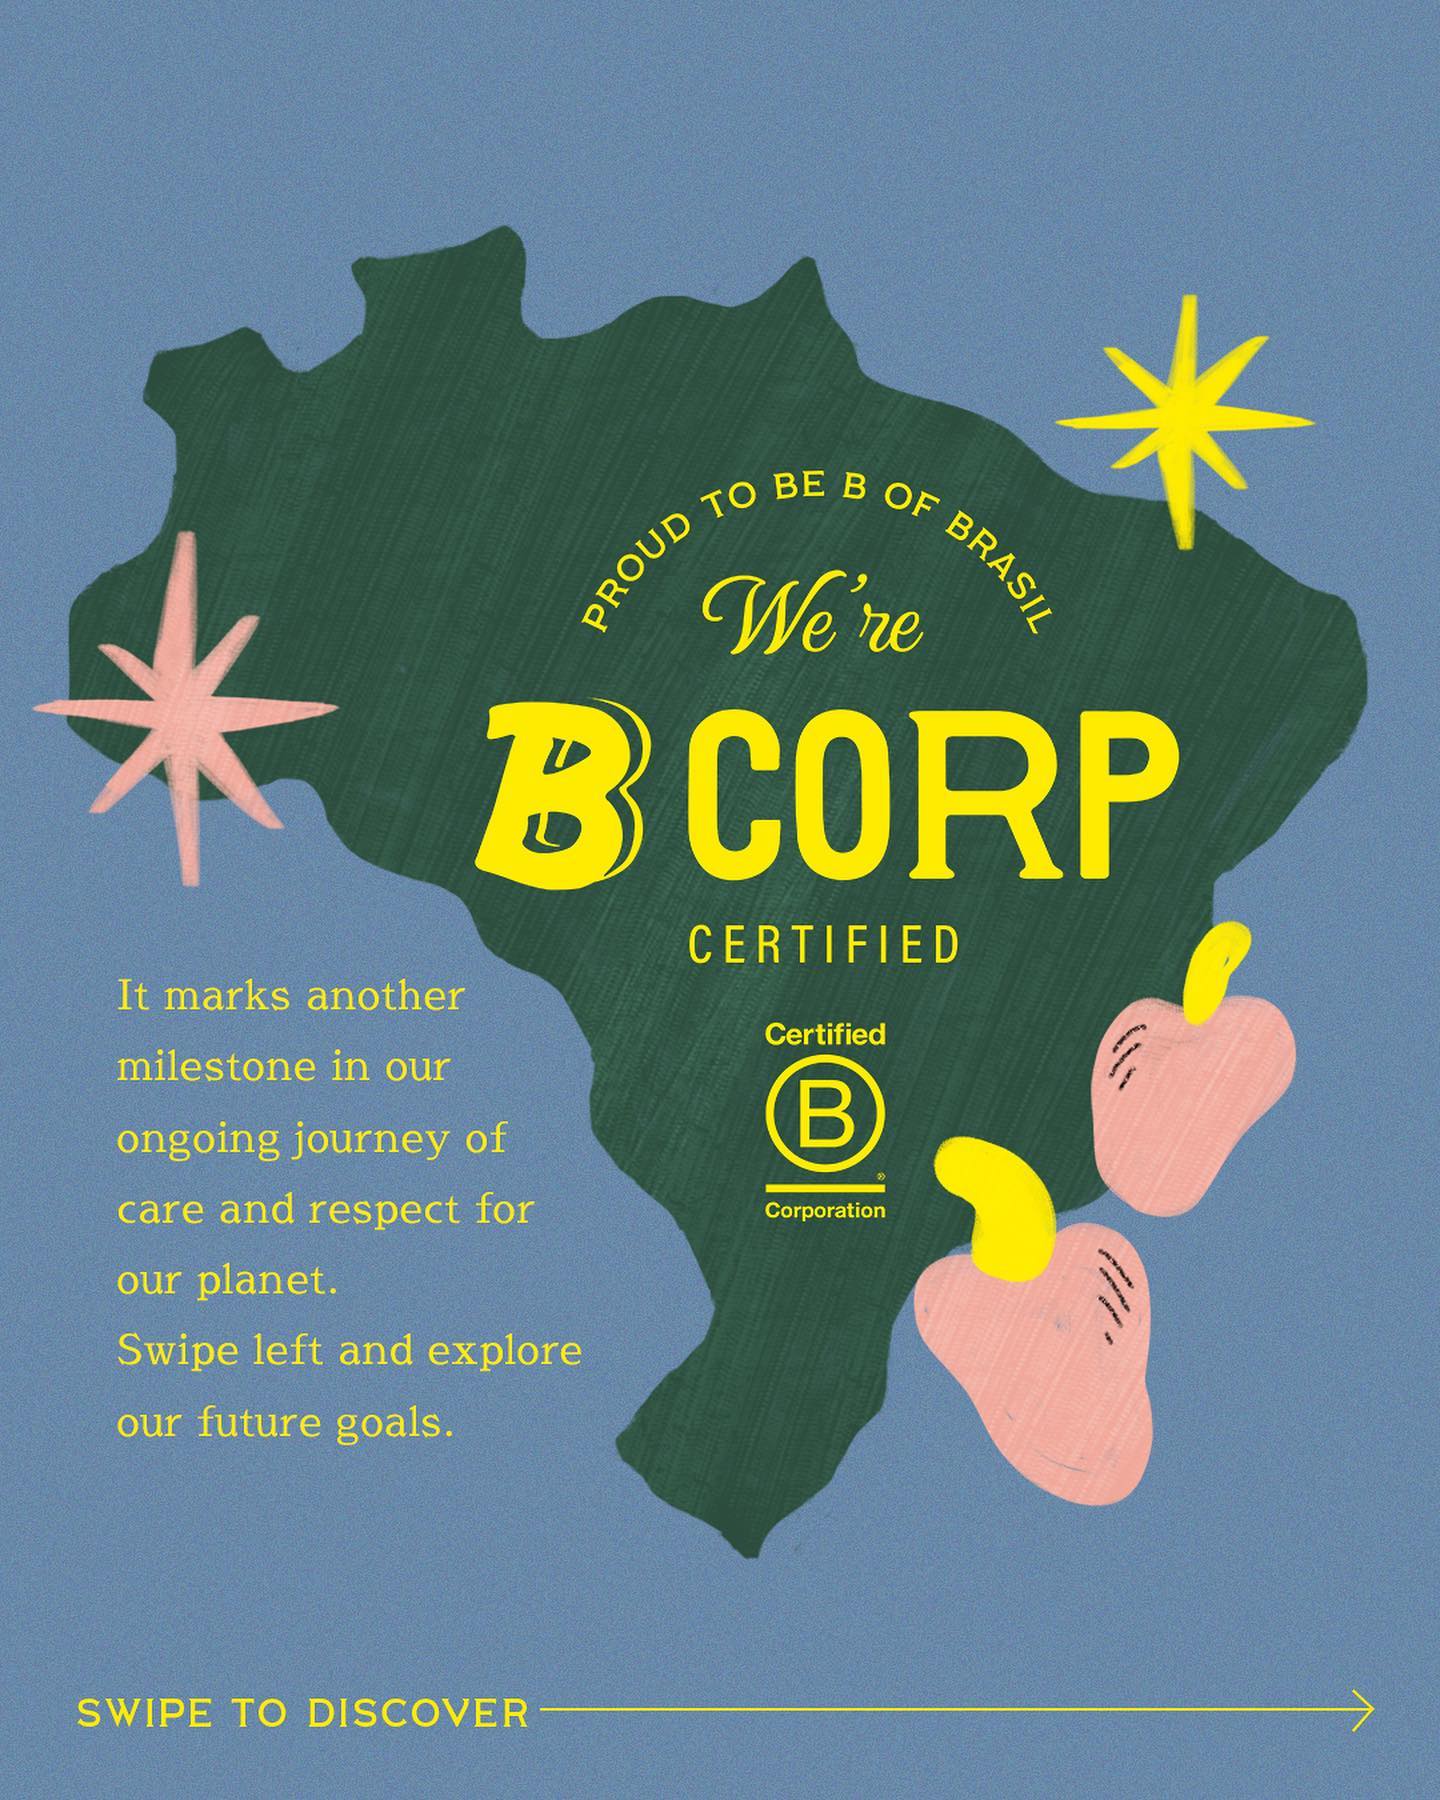 PROUD TO BE B OF BRASIL
We're
B CORP
CERTIFIED
Certified
B
®
Corporation
It marks another
milestone in our
ongoing journey of
care and respect for
our planet.
Swipe left and explore
our future goals.
SWIPE TO DISCOVER